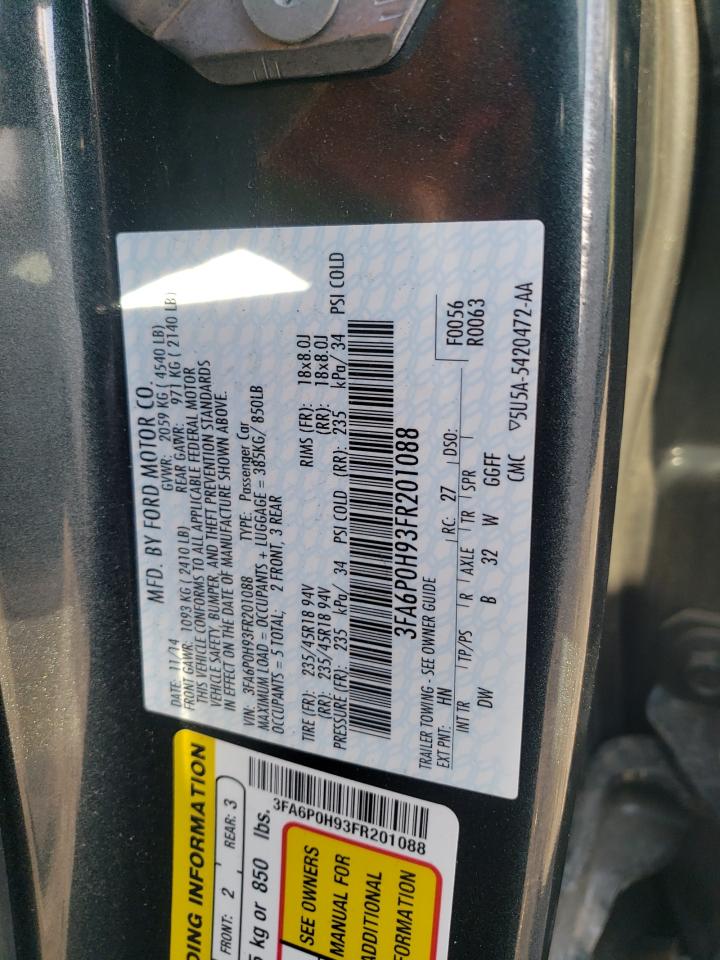 MFD. BY FORD MOTOR CO.
DATE: 11/14 GVWR: 2059 KG ( 4540 LB)
FRONT GAWR: 1093 KG ( 2410 LB) REAR GAWR: 971 KG ( 2140 LB)
THIS VEHICLE CONFORMS TO ALL APPLICABLE FEDERAL MOTOR
VEHICLE SAFETY, BUMPER, AND THEFT PREVENTION STANDARDS
IN EFFECT ON THE DATE OF MANUFACTURE SHOWN ABOVE.
VIN: 3FA6P0H93FR201088 TYPE: Passenger Car
MAXIMUM LOAD = OCCUPANTS + LUGGAGE = 385KG/ 850LB
OCCUPANTS = 5 TOTAL; 2 FRONT, 3 REAR
TIRE (FR): 235/45R18 94V RIMS (FR): 18x8.0J
(RR): 235/45R18 94V (RR): 18x8.0J
PRESSURE (FR): 235 kPa/ 34 PSI COLD (RR): 235 kPa/ 34 PSI COLD
3FA6P0H93FR201088
TRAILER TOWING - SEE OWNER GUIDE
F0056
R0063
EXT PNT: HN RC: 27 DSO:
INT TR TP/PS R AXLE TR SPR
DW B 32 W GGFF
CMC ▽5U5A-5420472-AA
DING INFORMATION
FRONT: 2 REAR: 3
5 kg or 850 lbs.
3FA6P0H93FR201088
SEE OWNERS
MANUAL FOR
ADDITIONAL
FORMATION